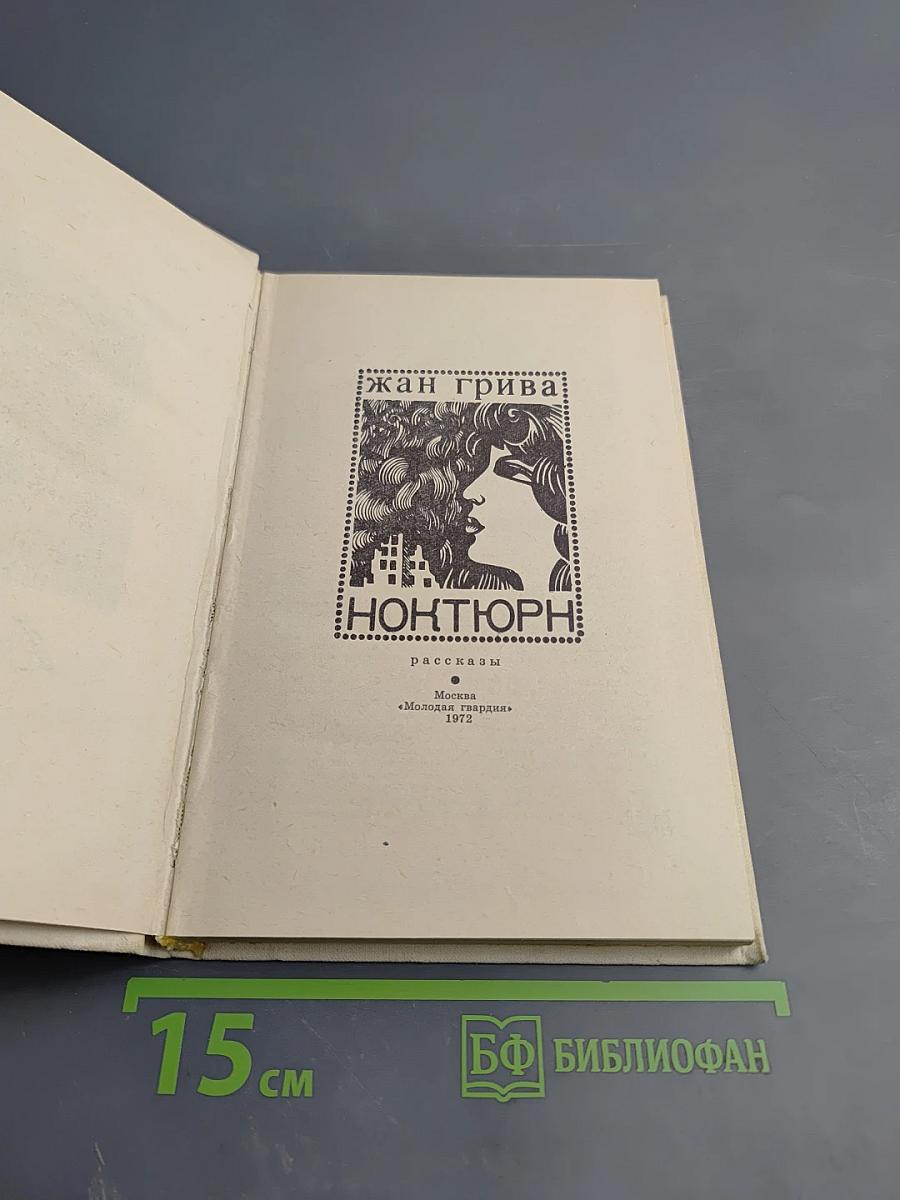 жан грива
НОКТЮРН
рассказы
Москва
«Молодая гвардия»
1972
15 см
БФ БИБЛИОФАН